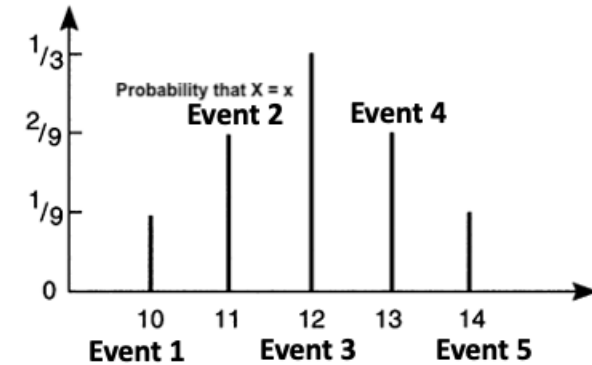 1/3
Probability that X = x
Event 2 Event 4
2/9
1/9
0
10 11 12 13 14
Event 1 Event 3 Event 5